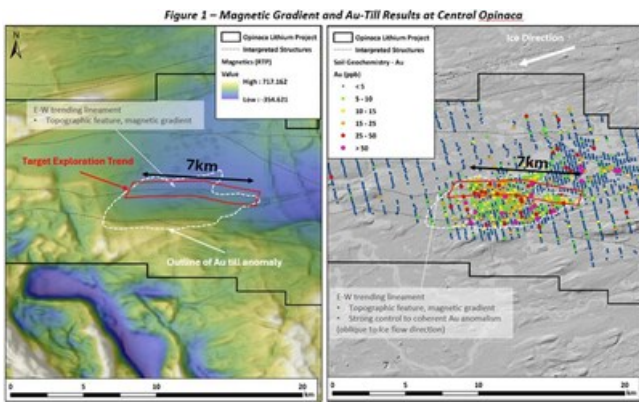 Figure 1 – Magnetic Gradient and Au-Till Results at Central Opinaca
N
Opinaca Lithium Project
Interpreted Structures
Magnetics (RTP)
Value
High : 717.162
Low : -354.621
E-W trending lineament
• Topographic feature, magnetic gradient
Target Exploration Trend
7km
Outline of Au till anomaly
0 5 10 20
km
Opinaca Lithium Project
Interpreted Structures
Soil Geochemistry - Au
Au (ppb)
< 5
5 - 10
10 - 15
15 - 25
25 - 50
> 50
Ice Direction
7km
E-W trending lineament
• Topographic feature, magnetic gradient
• Strong control to coherent Au anomalism
(oblique to Ice flow direction)
0 5 10 20
km